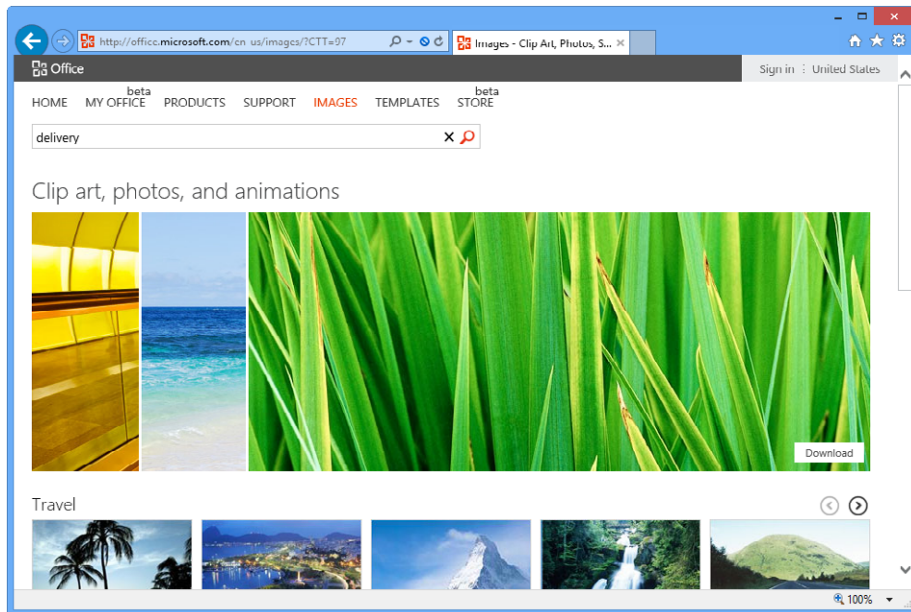 http://office.microsoft.com/en-us/images/?CTT=97
Images - Clip Art, Photos, S...
Office
Sign in
United States
HOME
MY OFFICE beta
PRODUCTS
SUPPORT
IMAGES
TEMPLATES
STORE beta
delivery
Clip art, photos, and animations
Download
Travel
100%